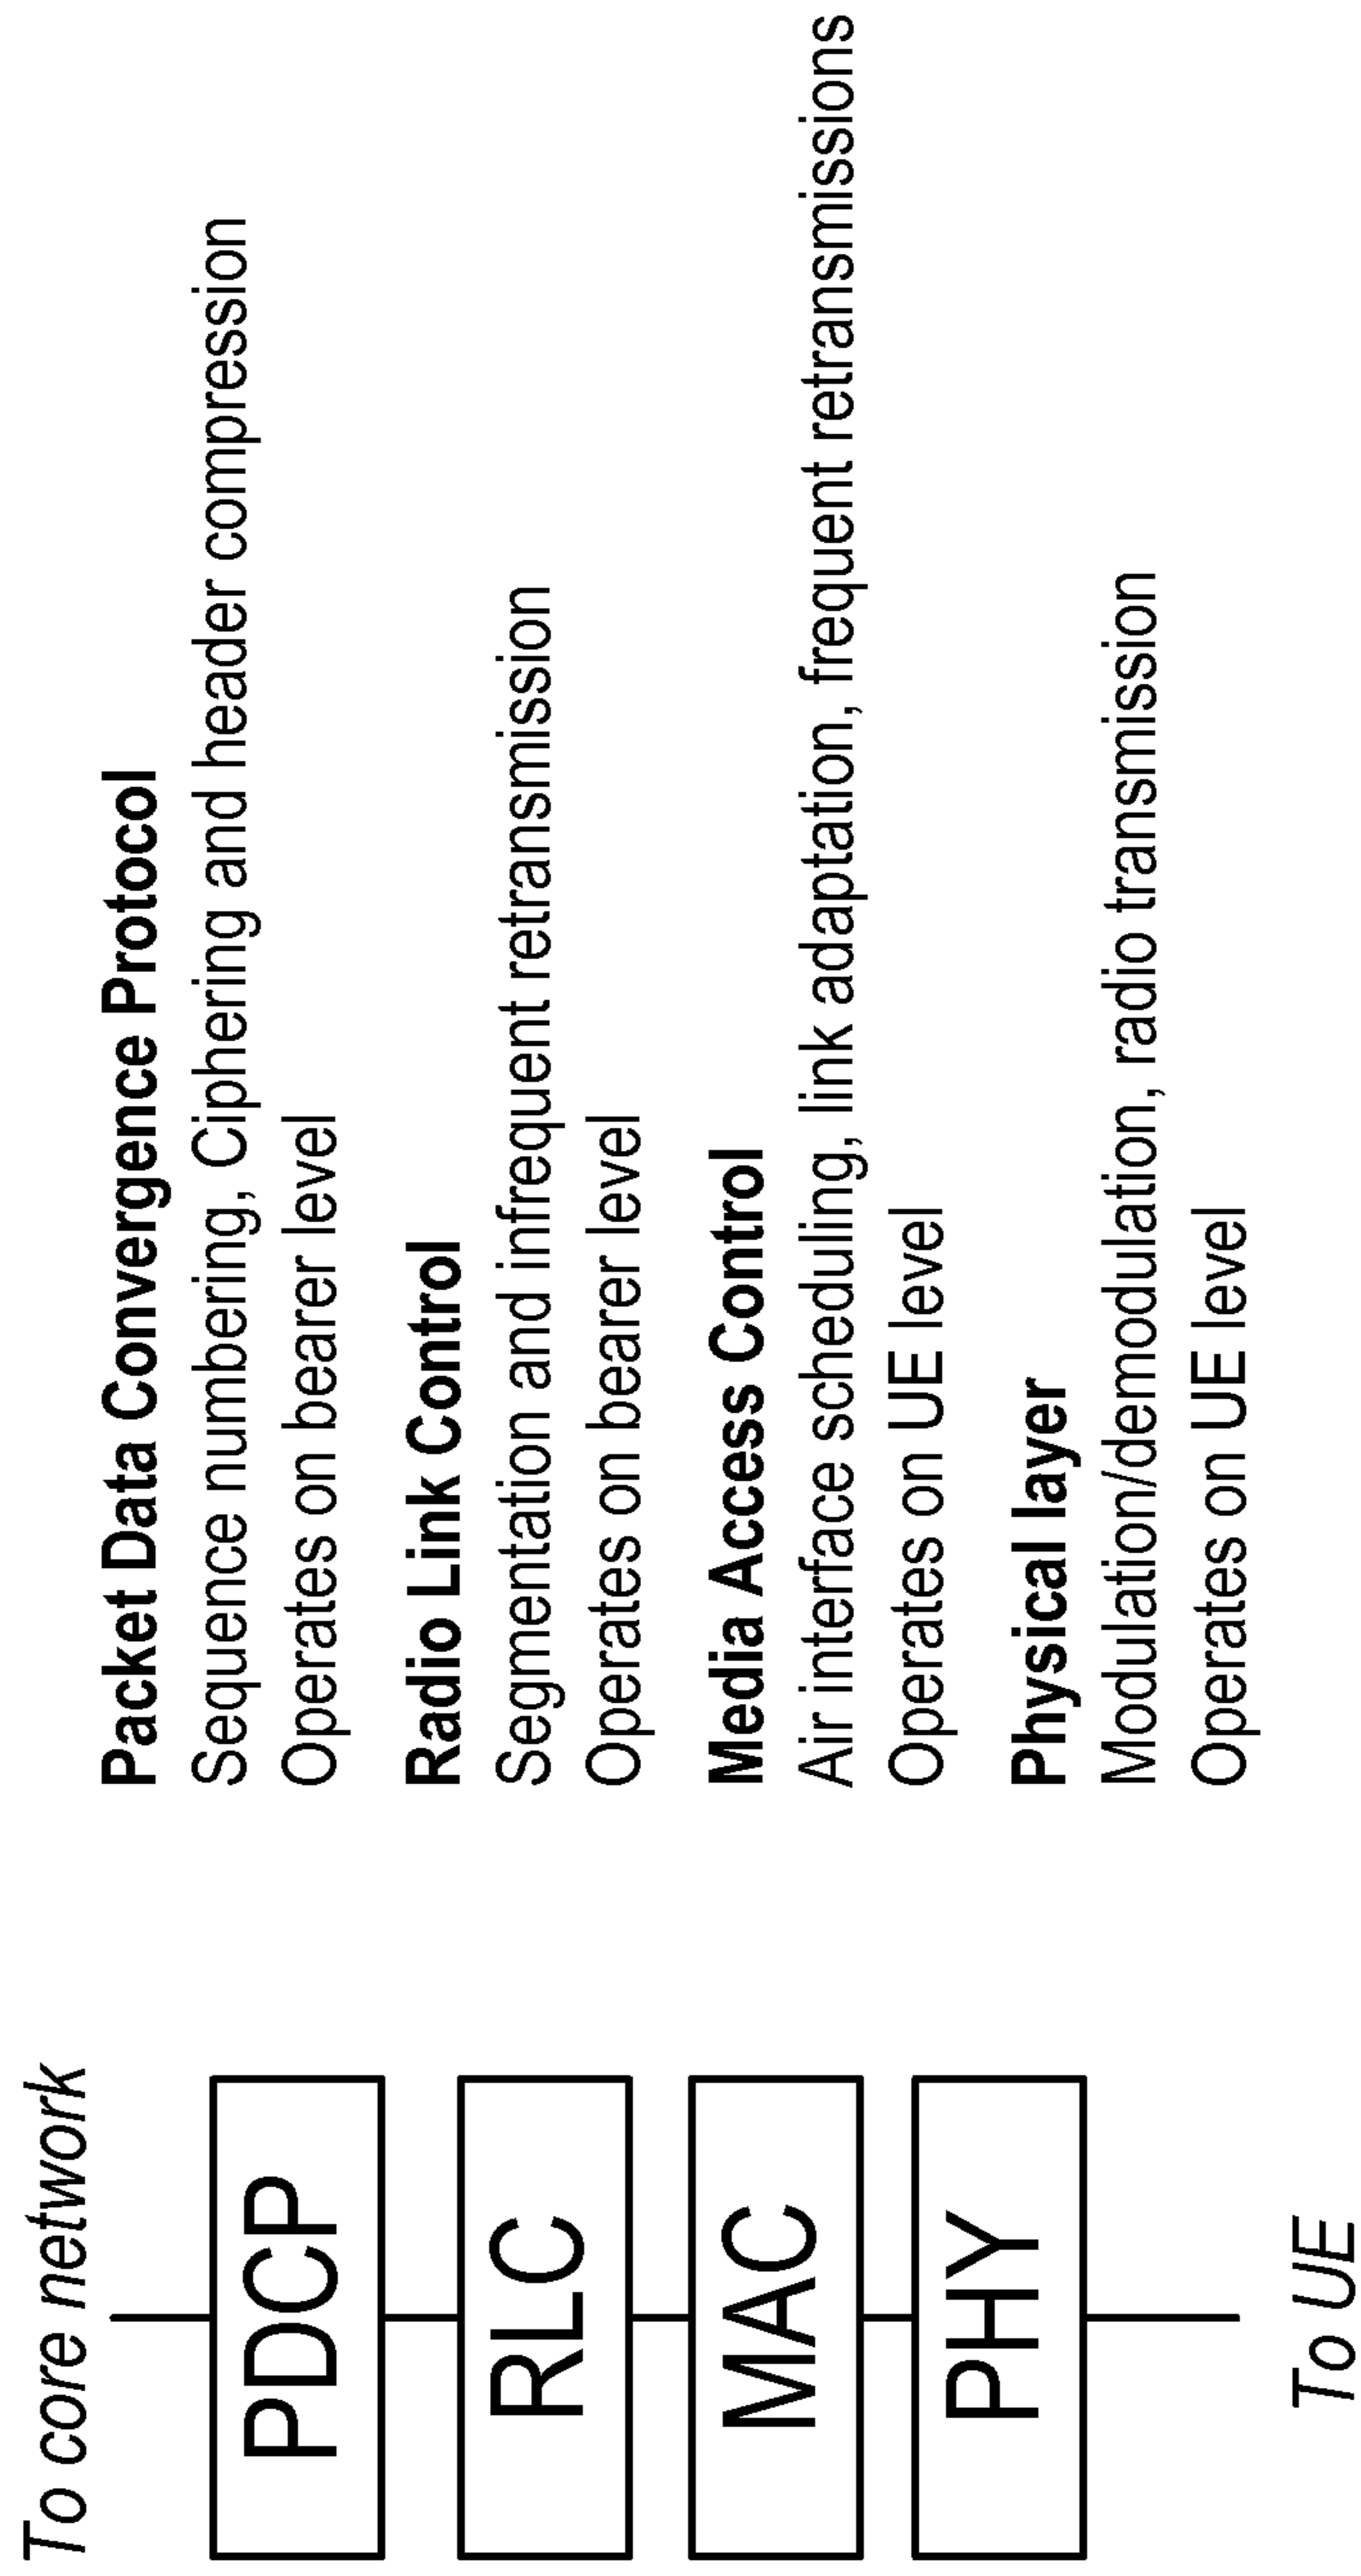 To core network
PDCP
RLC
MAC
PHY
To UE
Packet Data Convergence Protocol
Sequence numbering, Ciphering and header compression
Operates on bearer level
Radio Link Control
Segmentation and infrequent retransmission
Operates on bearer level
Media Access Control
Air interface scheduling, link adaptation, frequent retransmissions
Operates on UE level
Physical layer
Modulation/demodulation, radio transmission
Operates on UE level